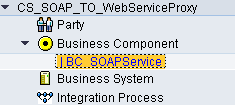 CS_SOAP_TO_WebServiceProxy
Party
Business Component
| BC_SOAPService
Business System
Integration Process